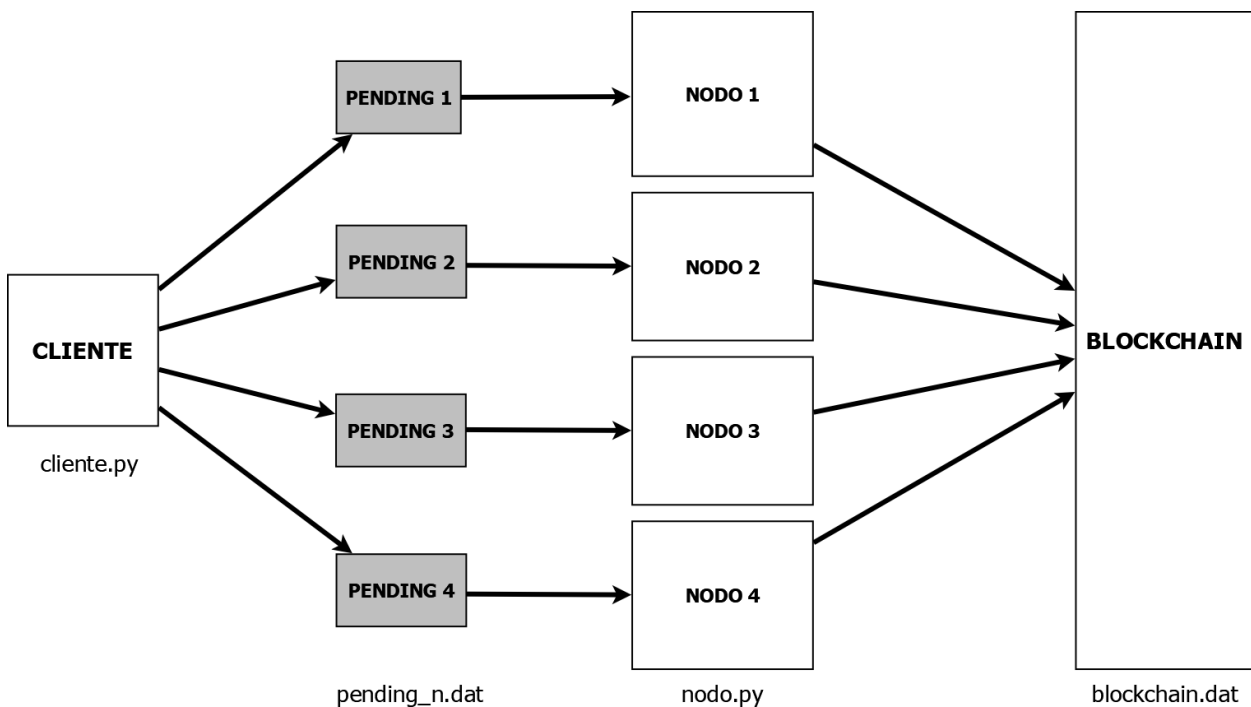 PENDING 1
NODO 1
PENDING 2
NODO 2
CLIENTE
BLOCKCHAIN
PENDING 3
NODO 3
cliente.py
PENDING 4
NODO 4
pending_n.dat
nodo.py
blockchain.dat